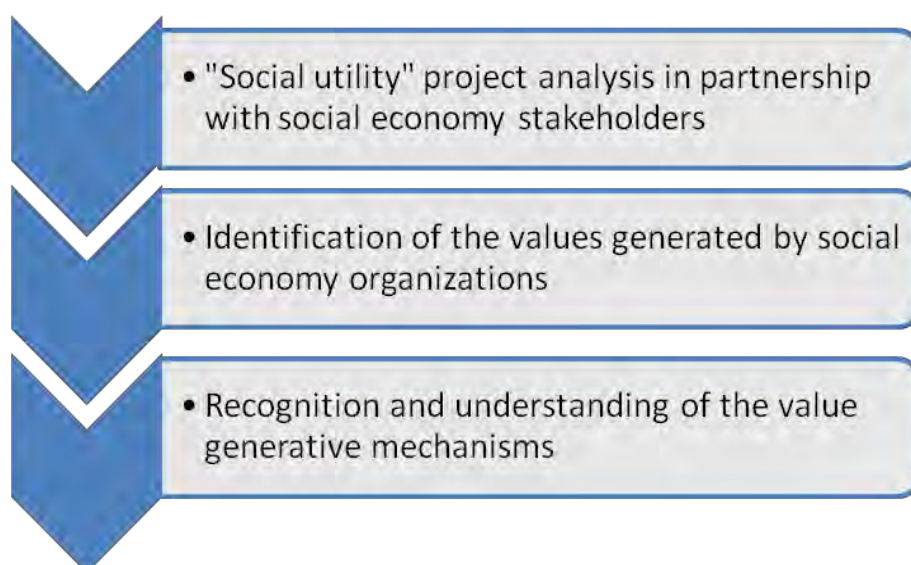 • "Social utility" project analysis in partnership
with social economy stakeholders
• Identification of the values generated by social
economy organizations
• Recognition and understanding of the value
generative mechanisms